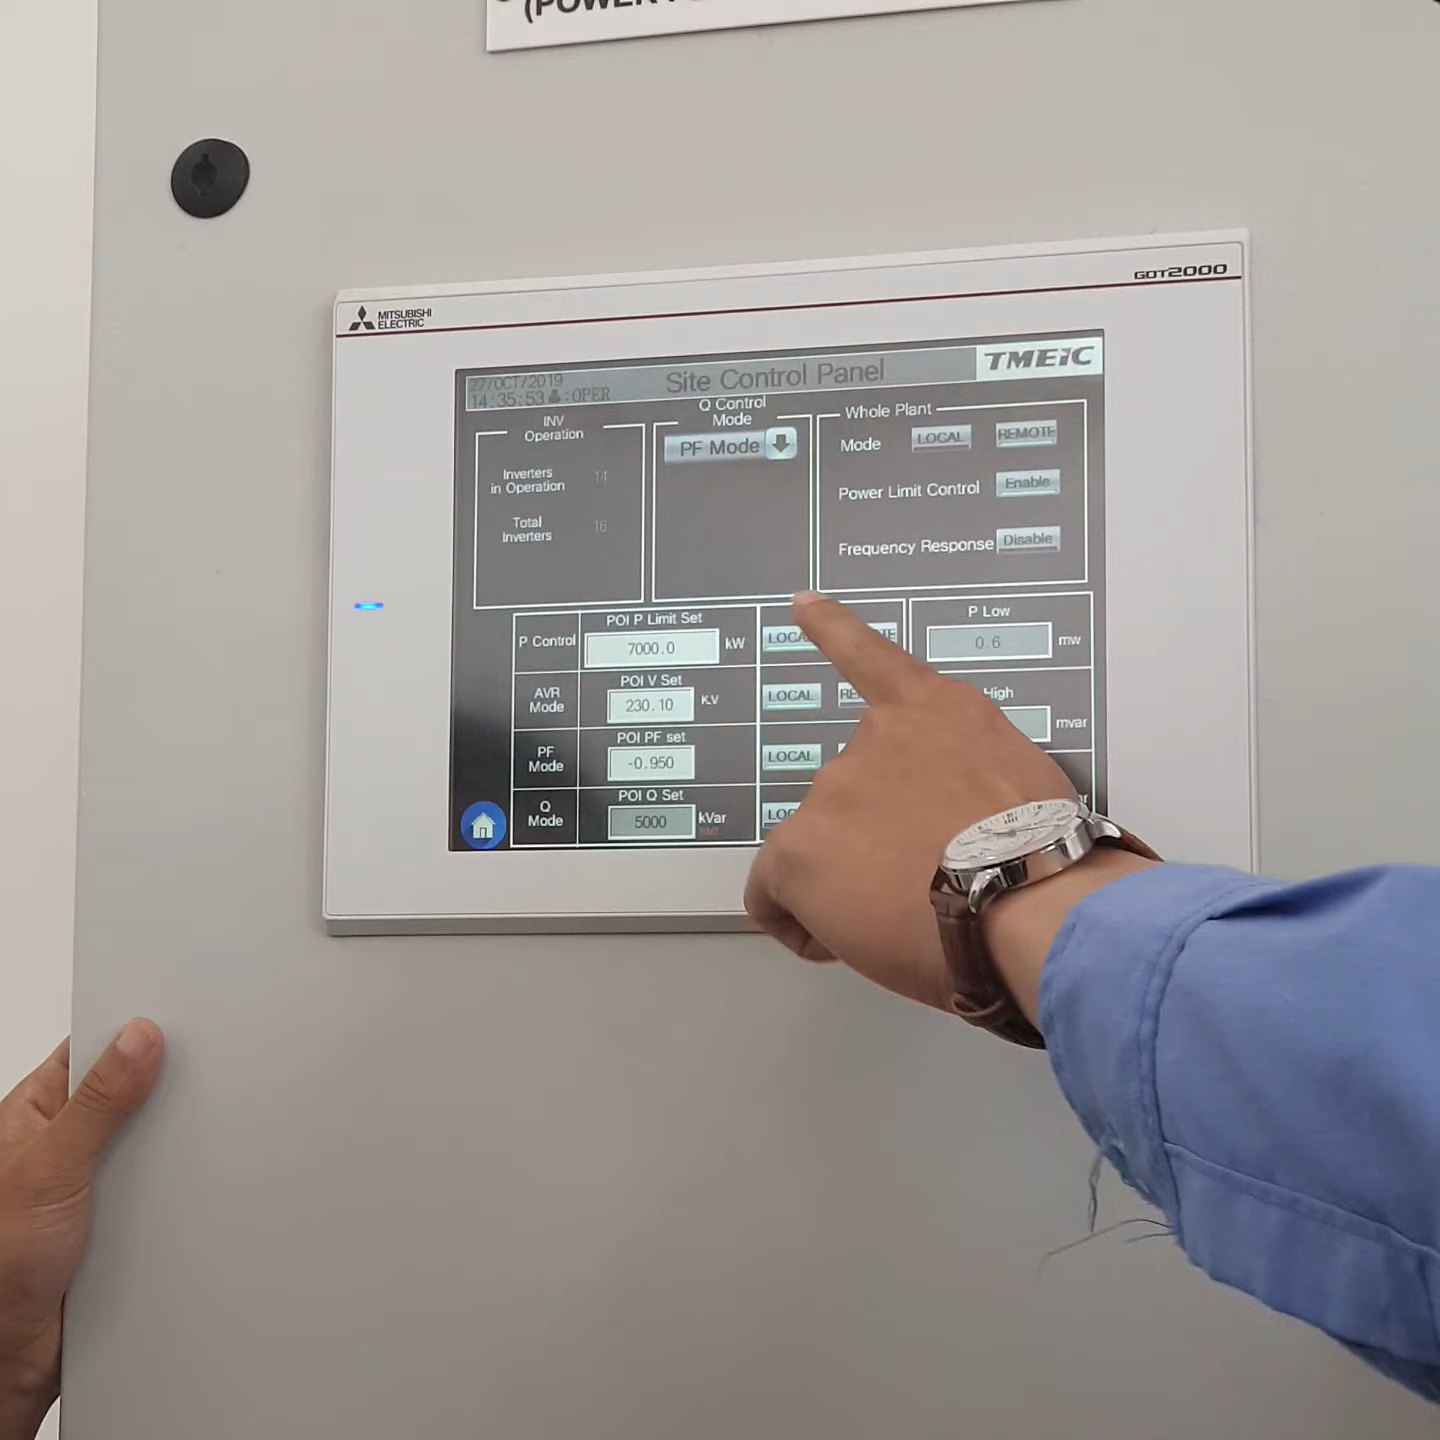 (POWER
MITSUBISHI
ELECTRIC
GOT2000
27/OCT/2019
14:35:53 :OPER
Site Control Panel
TMEIC
INV
Operation
Inverters
in Operation
14
Total
Inverters
16
Q Control
Mode
PF Mode
Whole Plant
Mode
LOCAL
REMOTE
Power Limit Control
Enable
Frequency Response
Disable
P Control
POI P Limit Set
7000.0
kW
P Low
0.6
mw
AVR
Mode
POI V Set
230.10
K.V
LOCAL
High
mvar
PF
Mode
POI PF set
-0.950
LOCAL
Q
Mode
POI Q Set
5000
kVar